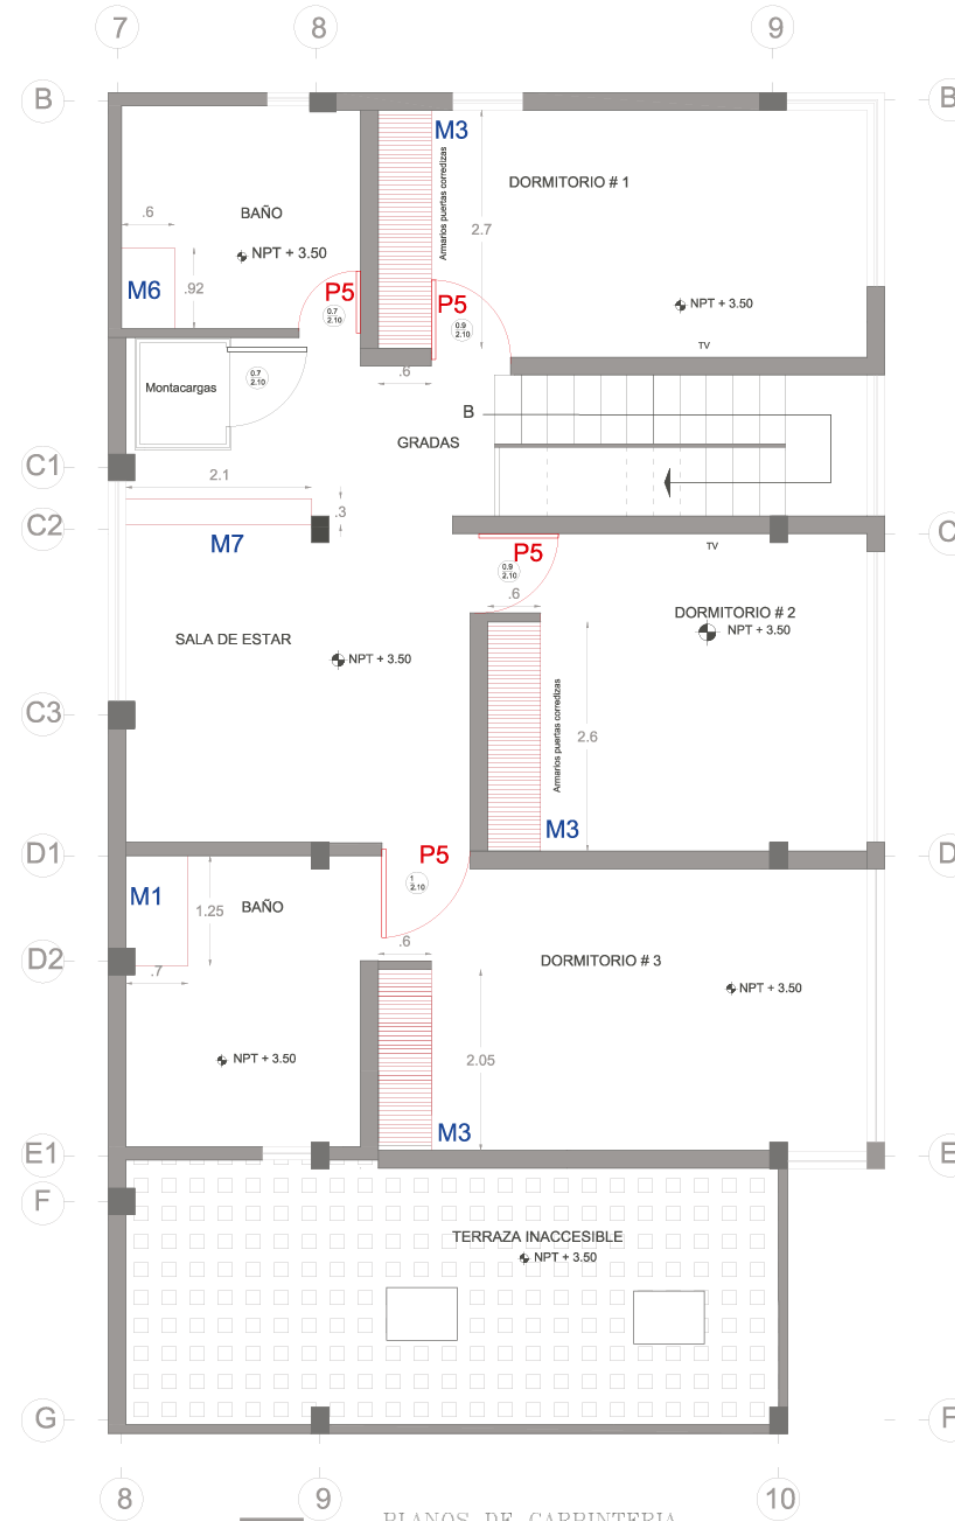 7 8 9
B B
M3
DORMITORIO # 1
Armarios puertas corredizas
.6
BAÑO
2.7
NPT + 3.50
M6
.92
P5
P5
NPT + 3.50
0.7
2.10
0.9
2.10
TV
.6
Montacargas
0.7
2.10
B
GRADAS
C1
2.1
.3
C2 C
M7
P5
TV
0.9
2.10
.6
DORMITORIO # 2
NPT + 3.50
SALA DE ESTAR
NPT + 3.50
Armarios puertas corredizas
C3
2.6
M3
D1 D
P5
1
2.10
M1
1.25
BAÑO
.6
D2
.7
DORMITORIO # 3
NPT + 3.50
NPT + 3.50
2.05
M3
E1 E
F
TERRAZA INACCESIBLE
NPT + 3.50
G F
8 9 10
PLANOS DE CARPINTERIA